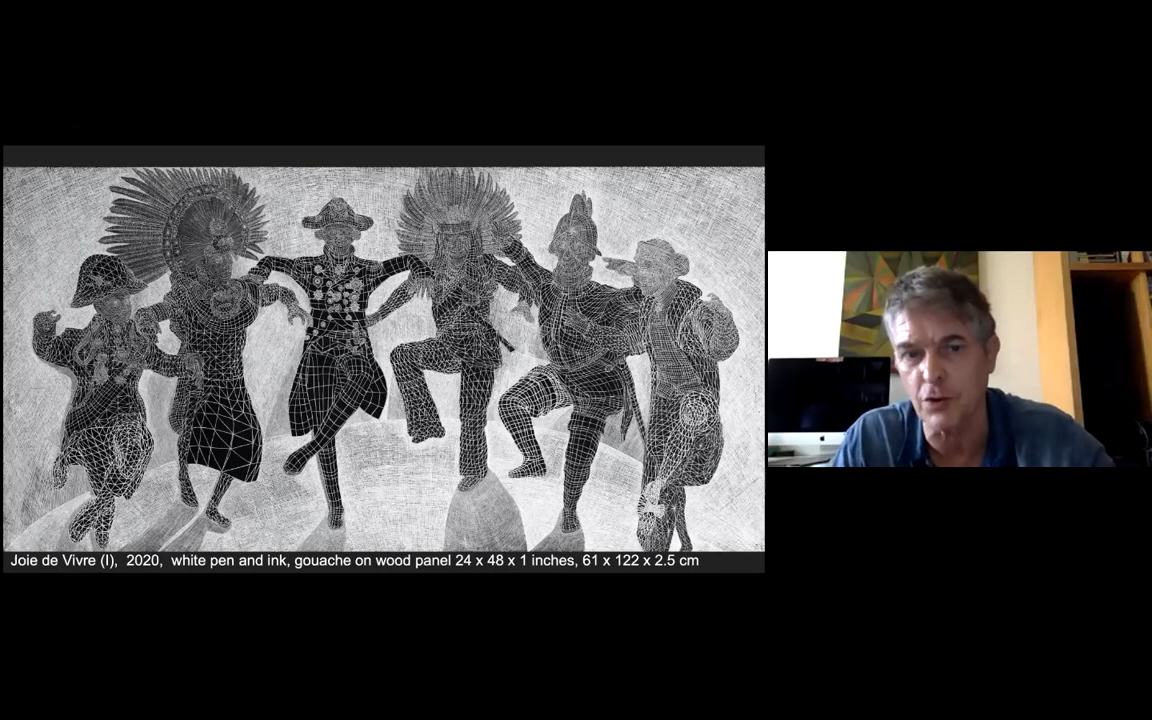 Joie de Vivre (I),  2020,  white pen and ink, gouache on wood panel 24 x 48 x 1 inches, 61 x 122 x 2.5 cm